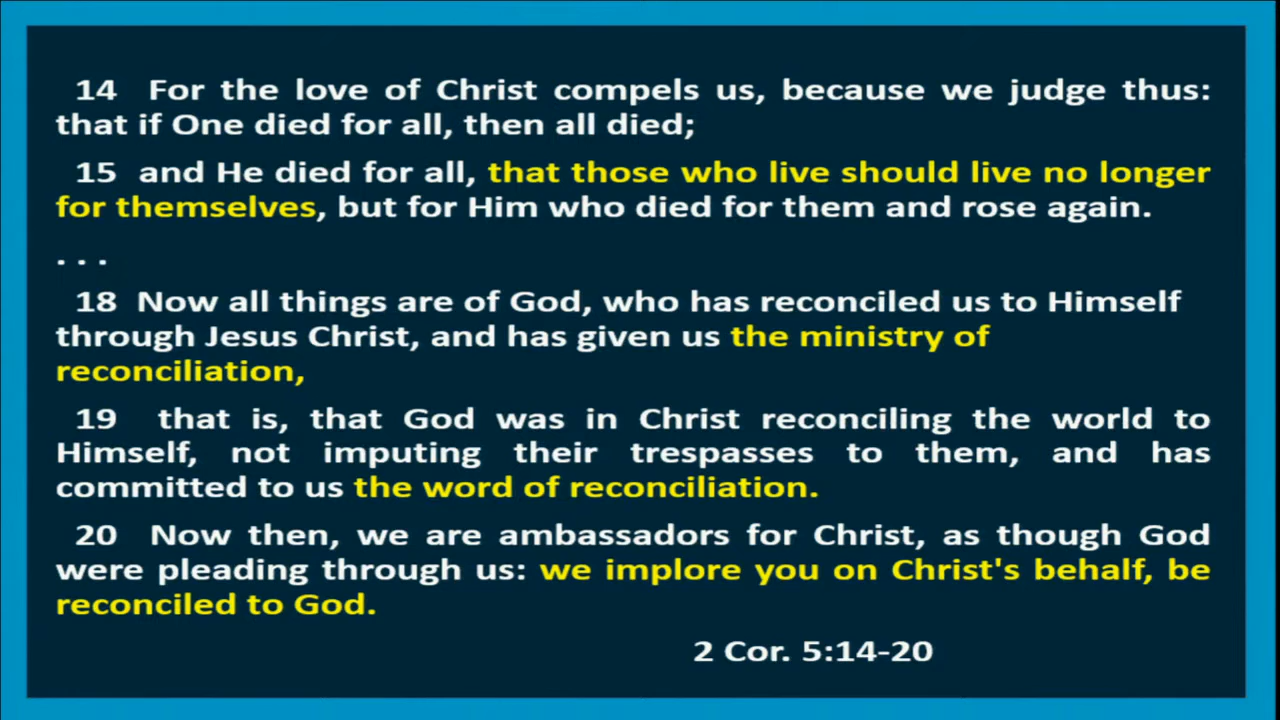 14 For the love of Christ compels us, because we judge thus:
that if One died for all, then all died;
15 and He died for all, that those who live should live no longer
for themselves, but for Him who died for them and rose again.
. . .
18 Now all things are of God, who has reconciled us to Himself
through Jesus Christ, and has given us the ministry of
reconciliation,
19 that is, that God was in Christ reconciling the world to
Himself, not imputing their trespasses to them, and has
committed to us the word of reconciliation.
20 Now then, we are ambassadors for Christ, as though God
were pleading through us: we implore you on Christ's behalf, be
reconciled to God.
2 Cor. 5:14-20